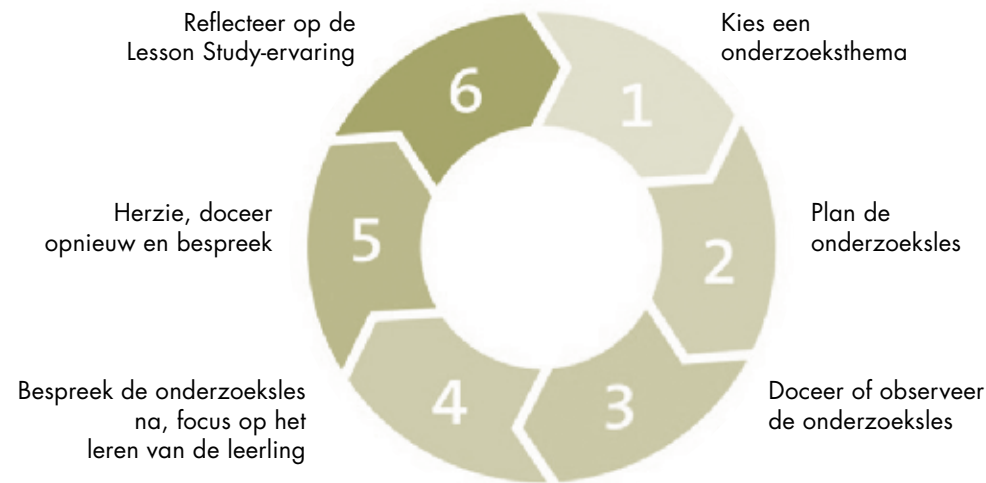 Kies een
onderzoeksthema
1
Plan de
onderzoeksles
2
Doceer of observeer
de onderzoeksles
3
Bespreek de onderzoeksles
na, focus op het
leren van de leerling
4
Herzie, doceer
opnieuw en bespreek
5
Reflecteer op de
Lesson Study-ervaring
6